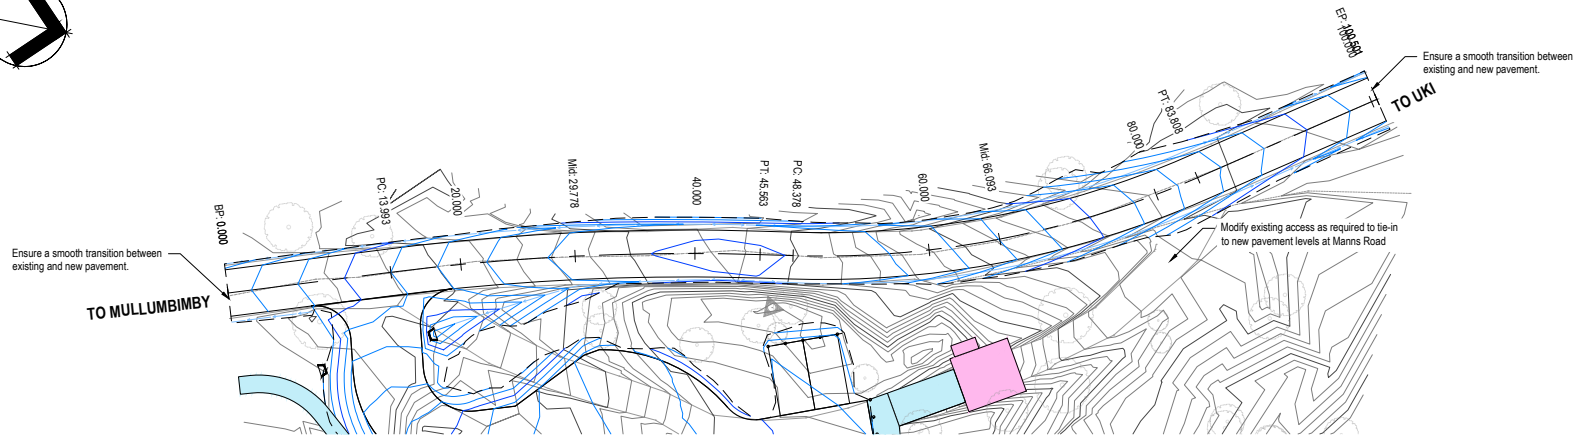 EP: 100.501
100.000
Ensure a smooth transition between
existing and new pavement.
TO UKI
PT: 83.808
80.000
Mid: 66.093
60.000
PC: 48.378
PT: 45.563
40.000
Mid: 29.778
20.000
PC: 13.993
BP: 0.000
Ensure a smooth transition between
existing and new pavement.
TO MULLUMBIMBY
Modify existing access as required to tie-in
to new pavement levels at Manns Road